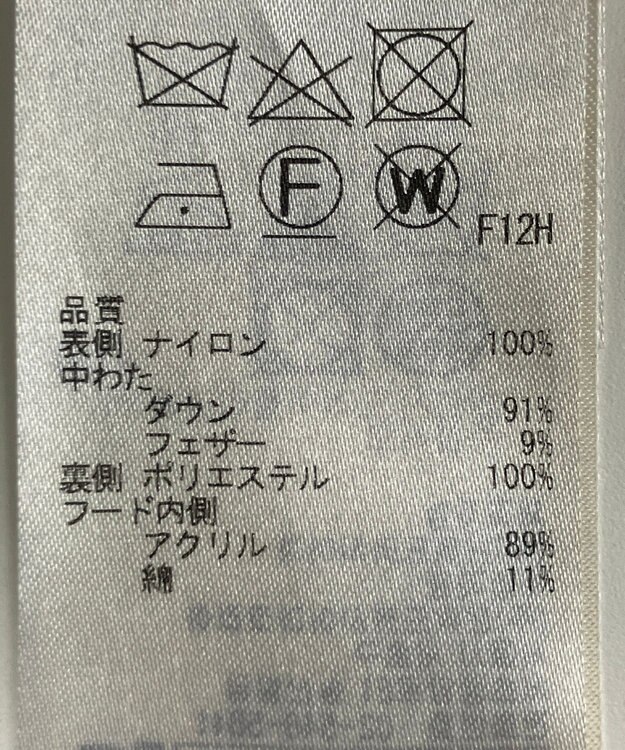 F
W
F12H
品質
表側 ナイロン 100%
中わた
ダウン 91%
フェザー 9%
裏側 ポリエステル 100%
フード内側
アクリル 89%
綿 11%